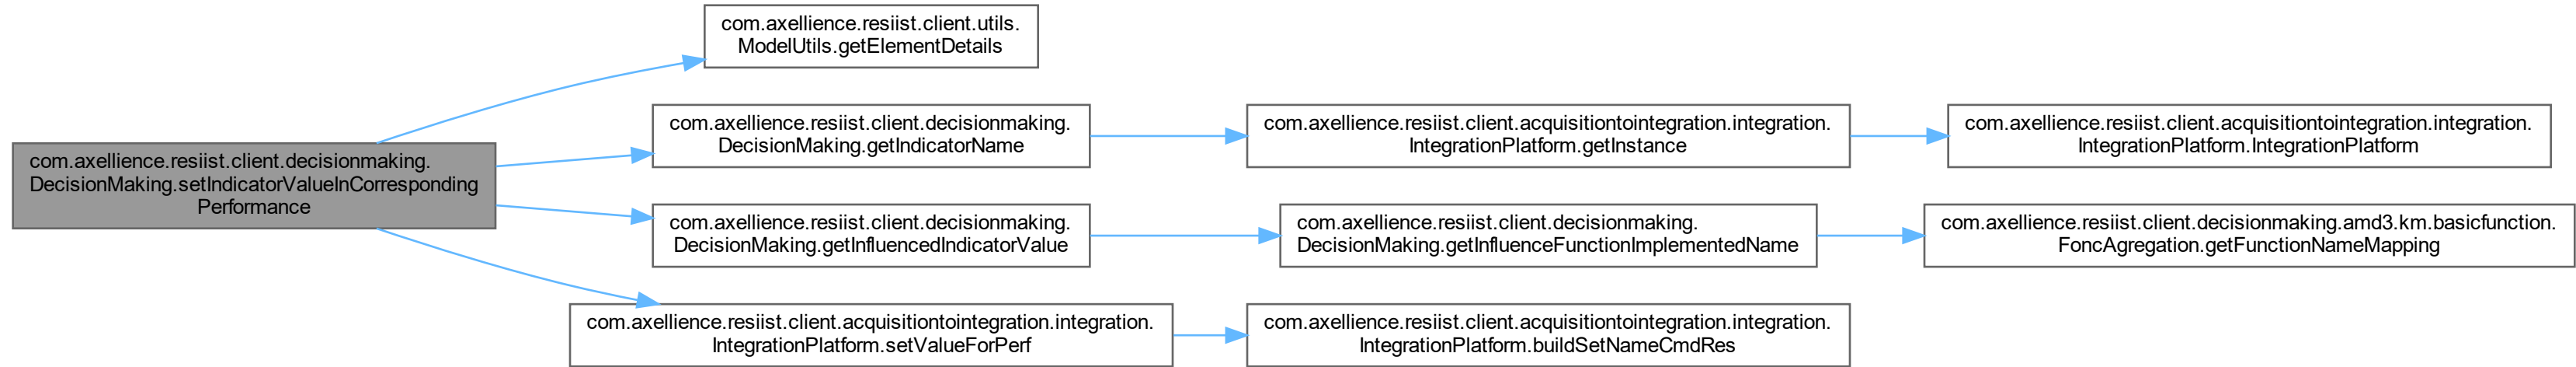 com.axellience.resiist.client.utils.
ModelUtils.getElementDetails
com.axellience.resiist.client.decisionmaking.
DecisionMaking.getIndicatorName
com.axellience.resiist.client.acquisitiontointegration.integration.
IntegrationPlatform.getInstance
com.axellience.resiist.client.acquisitiontointegration.integration.
IntegrationPlatform.IntegrationPlatform
com.axellience.resiist.client.decisionmaking.
DecisionMaking.setIndicatorValueInCorresponding
Performance
com.axellience.resiist.client.decisionmaking.
DecisionMaking.getInfluencedIndicatorValue
com.axellience.resiist.client.decisionmaking.
DecisionMaking.getInfluenceFunctionImplementedName
com.axellience.resiist.client.decisionmaking.amd3.km.basicfunction.
FoncAgregation.getFunctionNameMapping
com.axellience.resiist.client.acquisitiontointegration.integration.
IntegrationPlatform.setValueForPerf
com.axellience.resiist.client.acquisitiontointegration.integration.
IntegrationPlatform.buildSetNameCmdRes